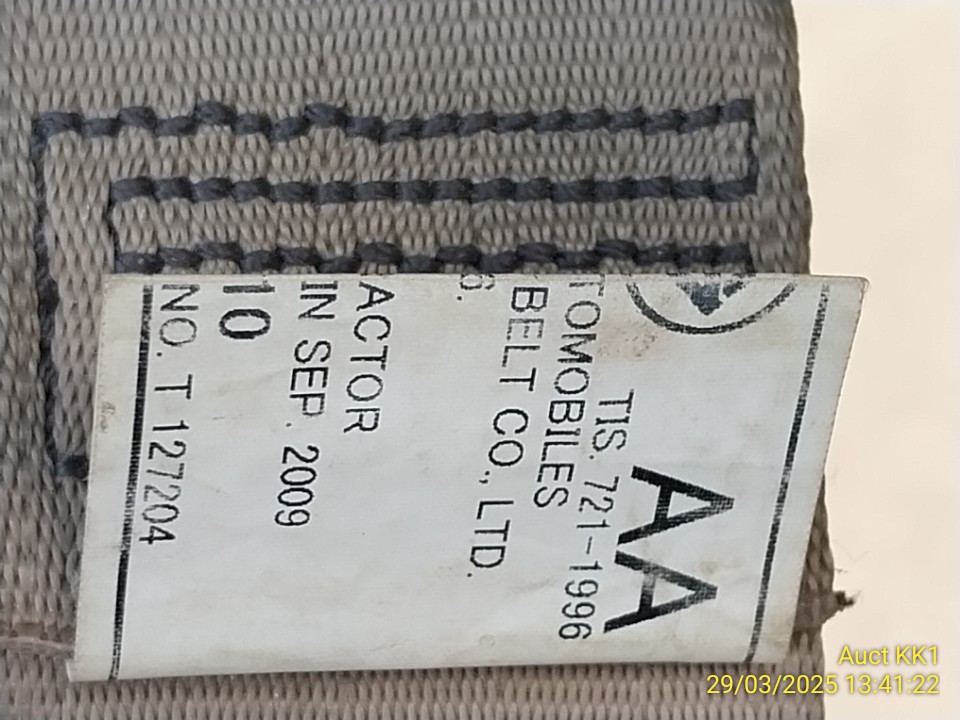 AA
TIS. 721-1996
TOMOBILES
BELT CO., LTD.
6.
ACTOR
IN SEP. 2009
10
NO. T 127204
Auct KK1
29/03/2025 13:41:22